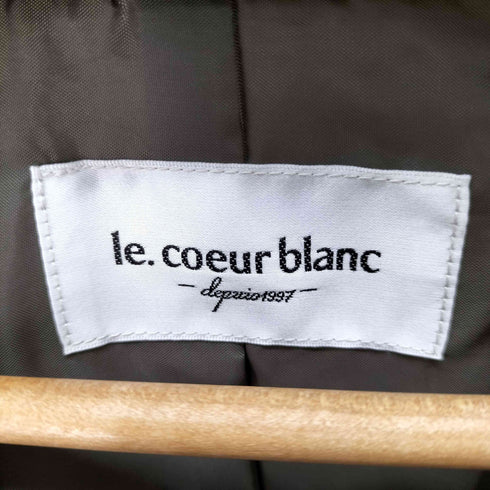 le. coeur blanc
- depuis1997 -